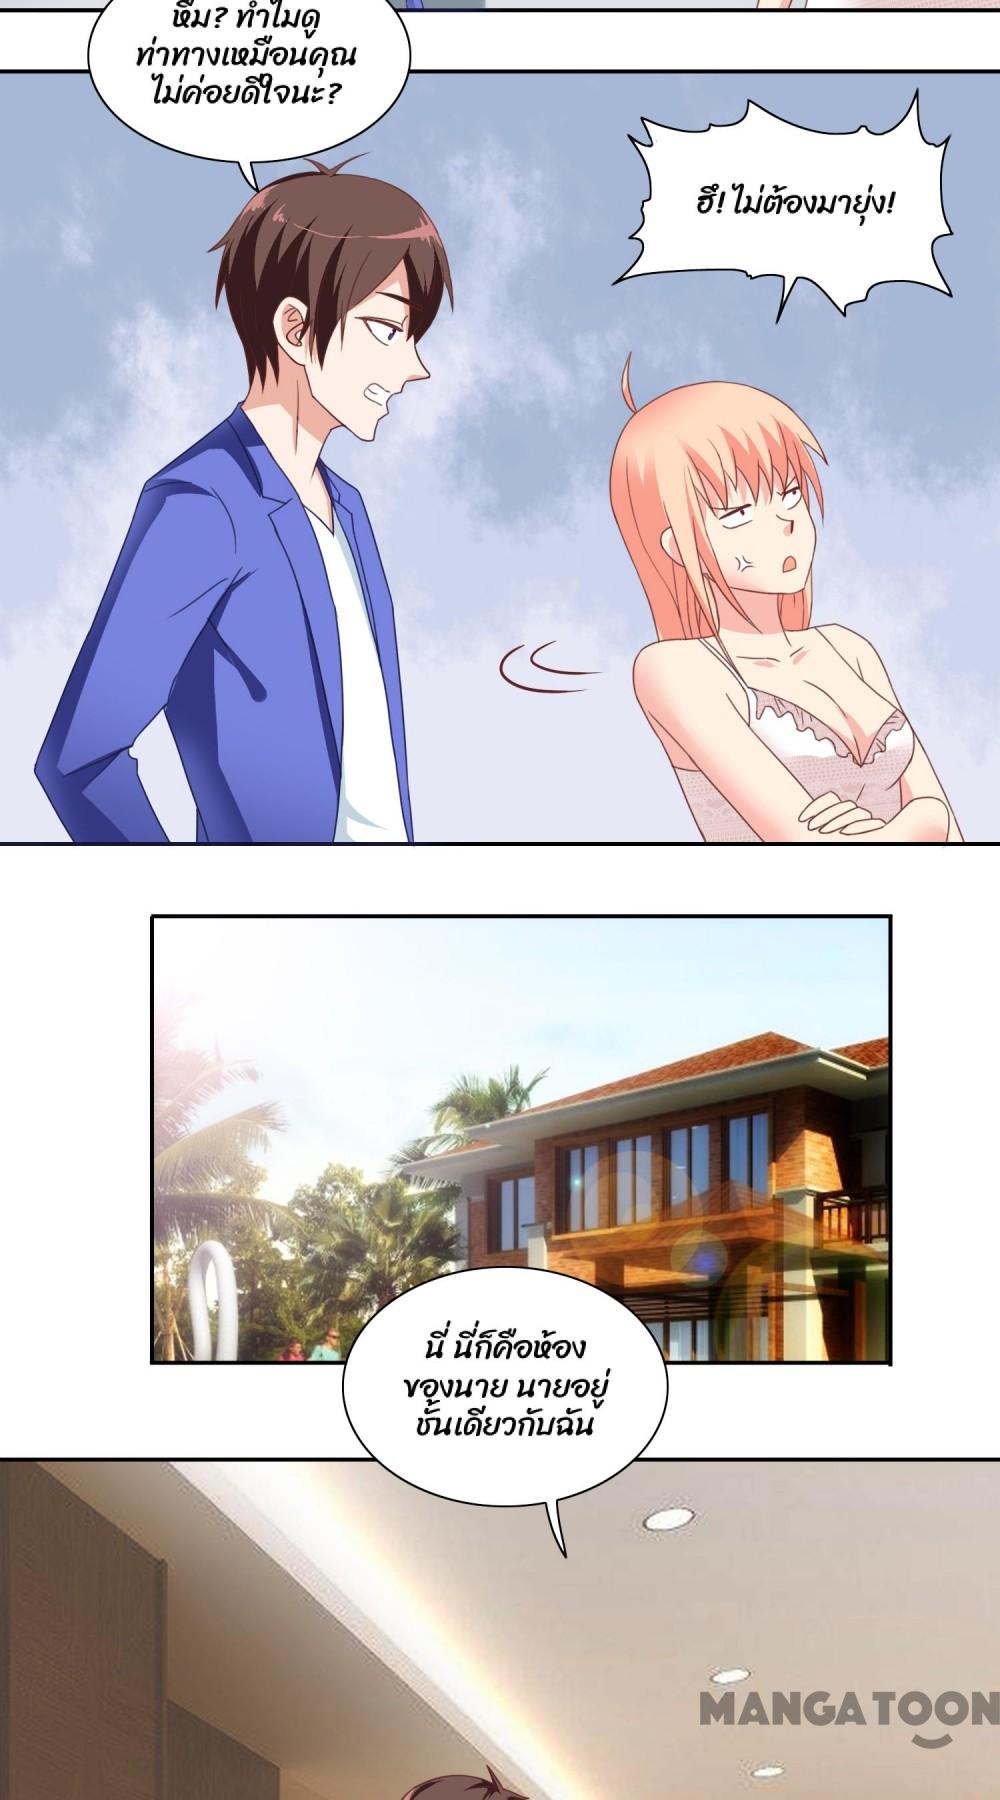 หืม? ทำไมดู
ท่าทางเหมือนคุณ
ไม่ค่อยดีใจนะ?
ฮึ! ไม่ต้องมายุ่ง!
นี่ นี่ก็คือห้อง
ของนาย นายอยู่
ชั้นเดียวกับฉัน
MANGATOON